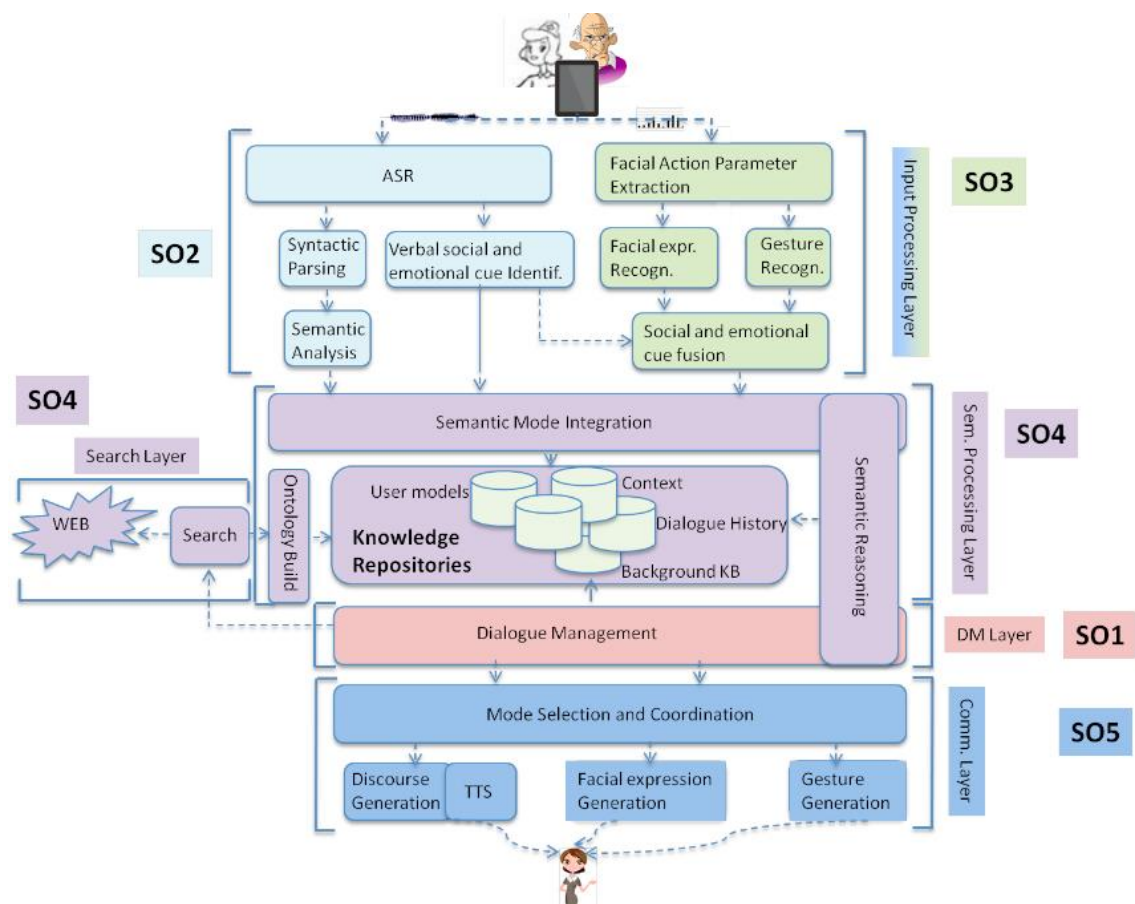 ASR
Facial Action Parameter
Extraction
Input Processing Layer
SO3
SO2
Syntactic
Parsing
Verbal social and
emotional cue Identif.
Facial expr.
Recogn.
Gesture
Recogn.
Semantic
Analysis
Social and emotional
cue fusion
SO4
Search Layer
WEB
Search
Ontology Build
Semantic Mode Integration
User models
Context
Dialogue History
Knowledge
Repositories
Background KB
Semantic Reasoning
Sem. Processing Layer
SO4
Dialogue Management
DM Layer
SO1
Mode Selection and Coordination
Comm. Layer
SO5
Discourse
Generation
TTS
Facial expression
Generation
Gesture
Generation